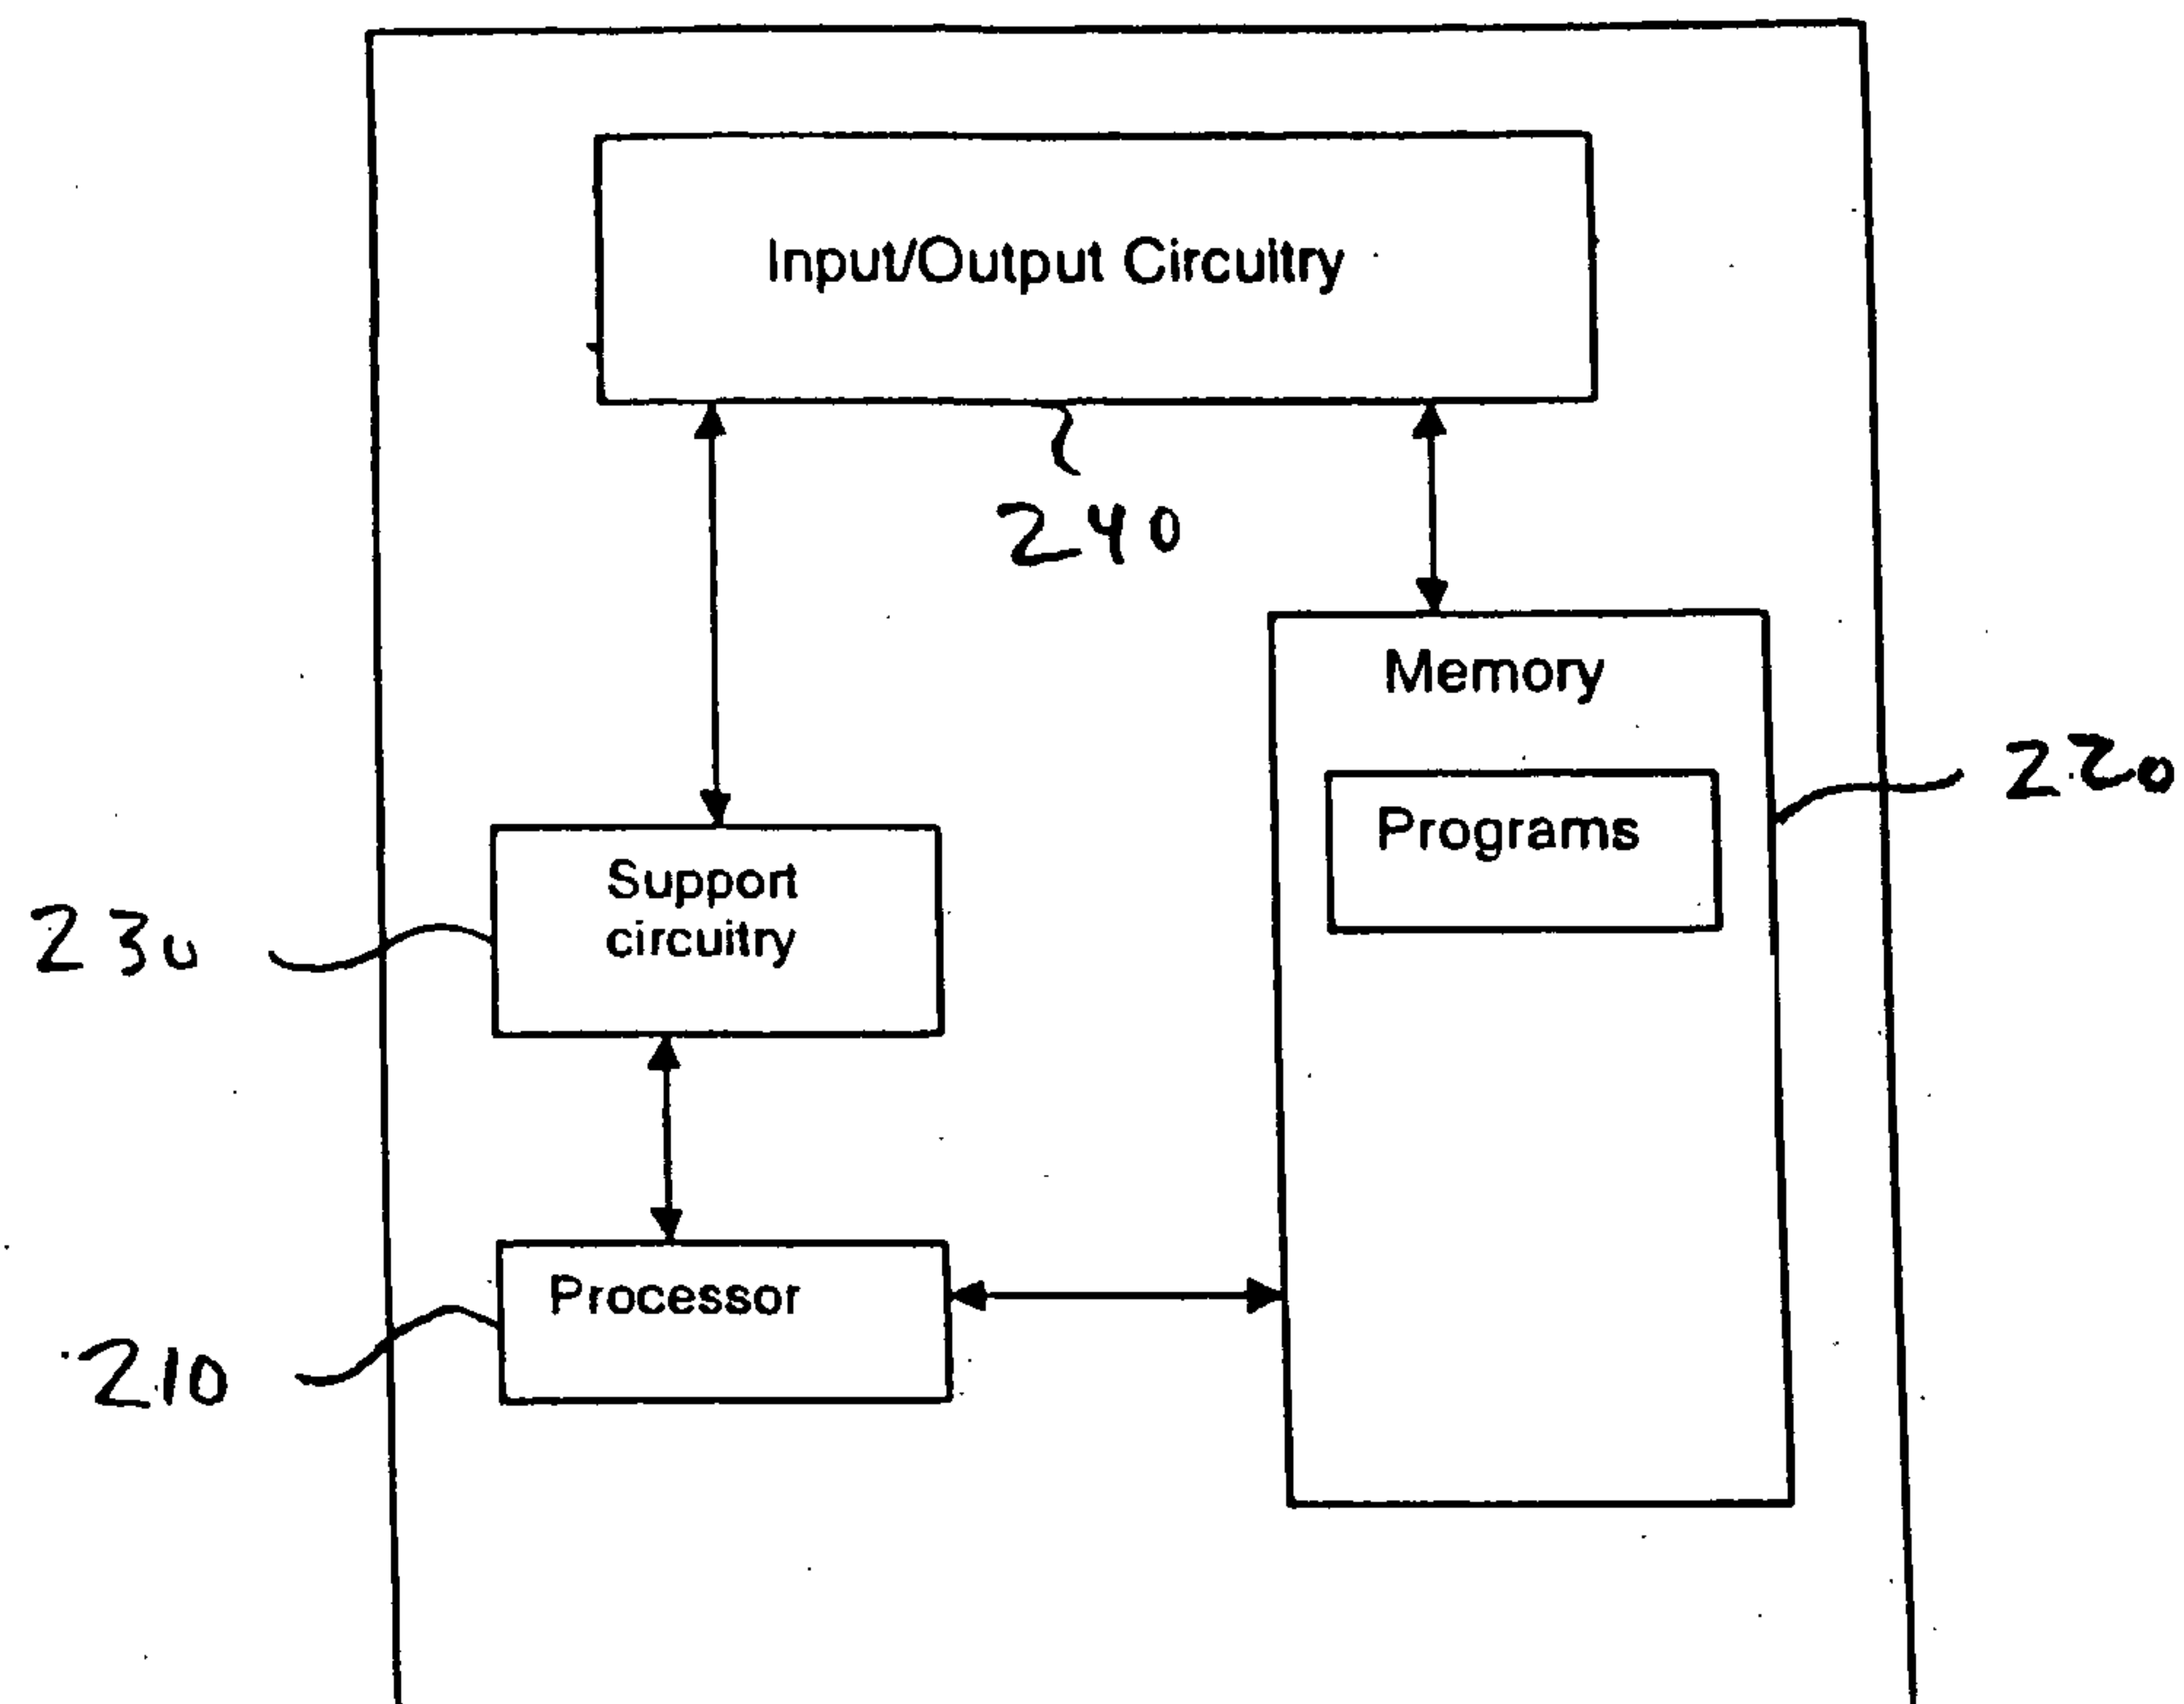 Input/Output Circuitry
240
Memory
220
Programs
Support
circuitry
230
Processor
210